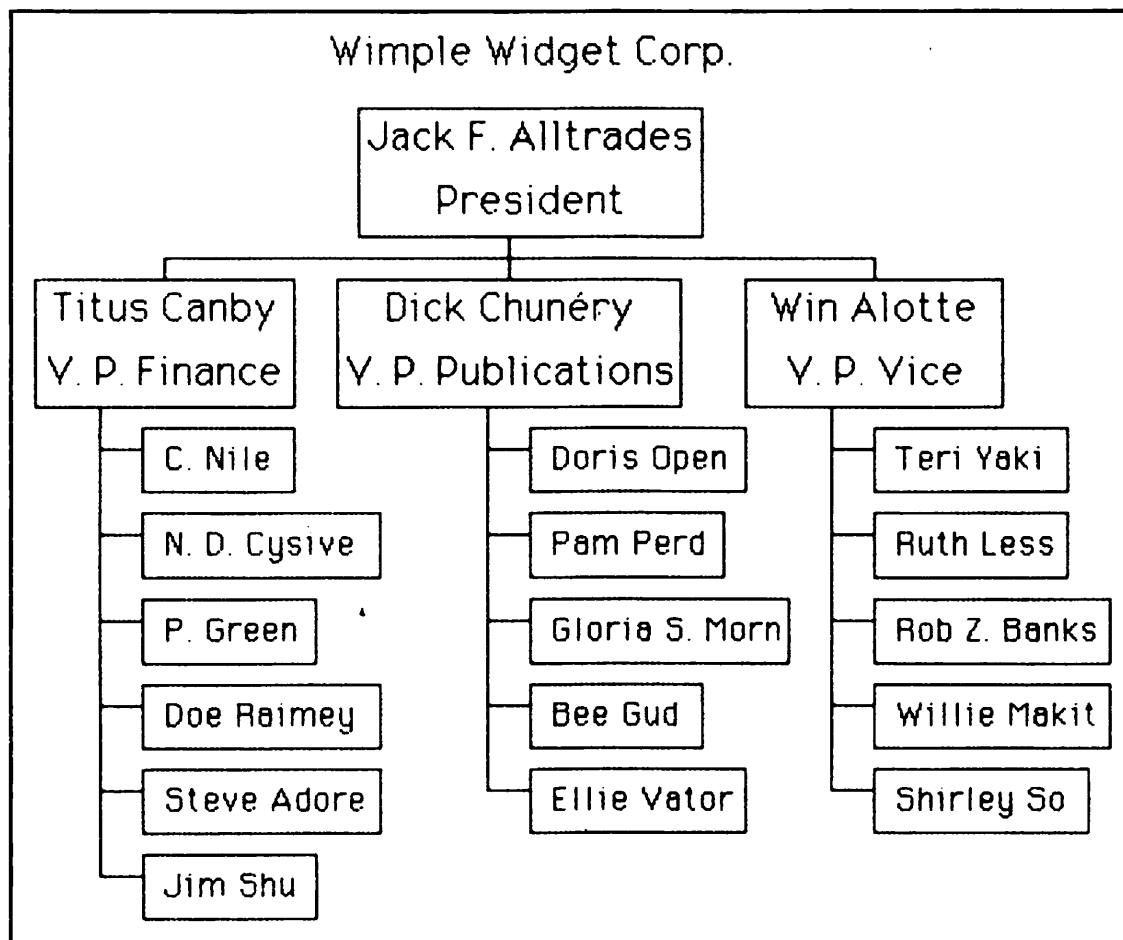 Wimple Widget Corp.
Jack F. Alltrades
President
Titus Canby
V. P. Finance
Dick Chunéry
V. P. Publications
Win Alotte
V. P. Vice
C. Nile
N. D. Cysive
P. Green
Doe Raimey
Steve Adore
Jim Shu
Doris Open
Pam Perd
Gloria S. Morn
Bee Gud
Ellie Vator
Teri Yaki
Ruth Less
Rob Z. Banks
Willie Makit
Shirley So